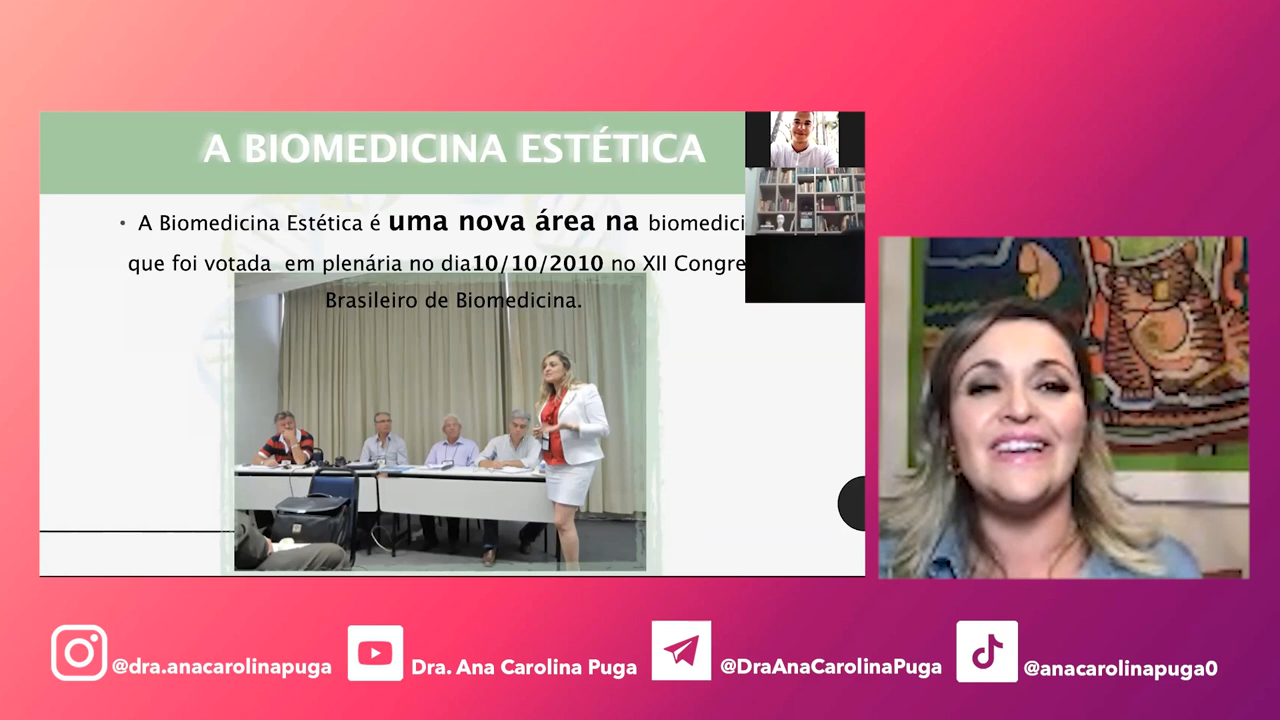 A BIOMEDICINA ESTÉTICA
• A Biomedicina Estética é uma nova área na biomedici
que foi votada em plenária no dia10/10/2010 no XII Congre
Brasileiro de Biomedicina.
@dra.anacarolinapuga
Dra. Ana Carolina Puga
@DraAnaCarolinaPuga
@anacarolinapuga0